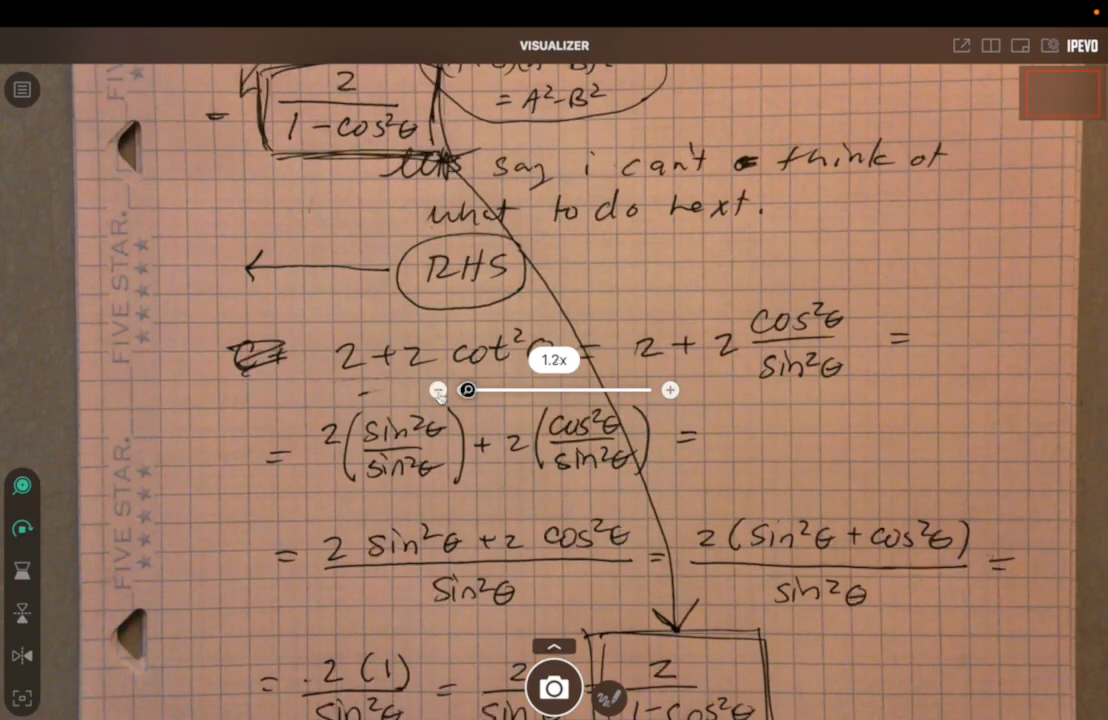 VISUALIZER
IPEVO
= 2 / (1 - cos²θ)
= A² - B²
say i can't think of
what to do next.
← RHS
2 + 2 cot²θ = 2 + 2 cos²θ/sin²θ =
1.2x
= 2(sin²θ/sin²θ) + 2(cos²θ/sin²θ) =
= (2 sin²θ + 2 cos²θ)/sin²θ = 2(sin²θ + cos²θ)/sin²θ =
= 2(1)/sin²θ = 2/sin = 2/(1-cos²θ)
FIVE STAR.
FIVE STAR.
FIVE